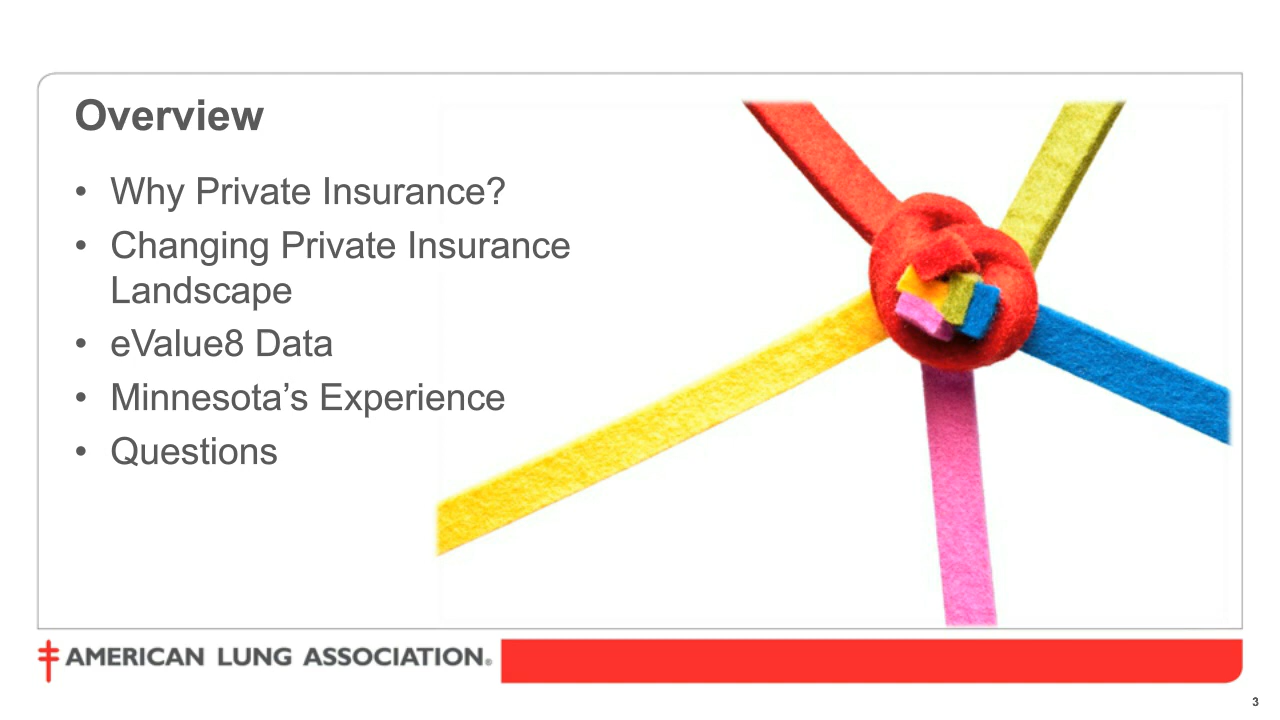 Overview
• Why Private Insurance?
• Changing Private Insurance
Landscape
• eValue8 Data
• Minnesota’s Experience
• Questions
AMERICAN LUNG ASSOCIATION®
3